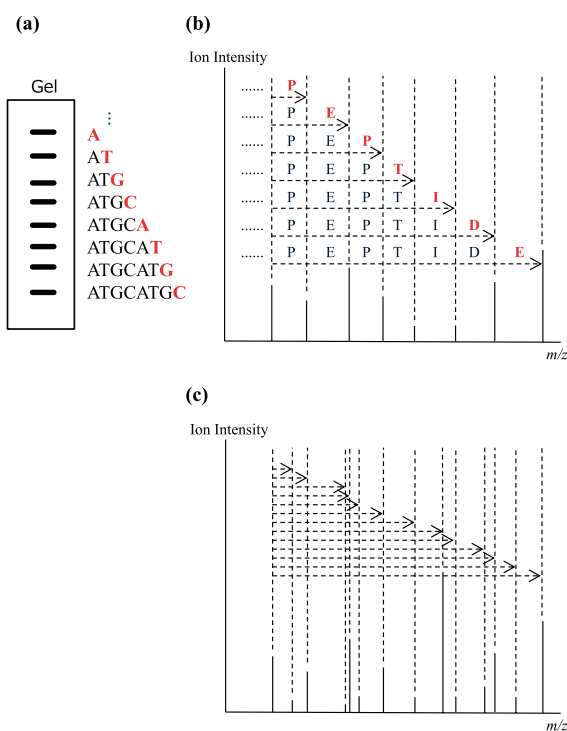 (a)
Gel
⋮
A
AT
ATG
ATGC
ATGCA
ATGCAT
ATGCATG
ATGCATGC
(b)
Ion Intensity
...... P
...... P E
...... P E P
...... P E P T
...... P E P T I
...... P E P T I D
...... P E P T I D E
m/z
(c)
Ion Intensity
m/z